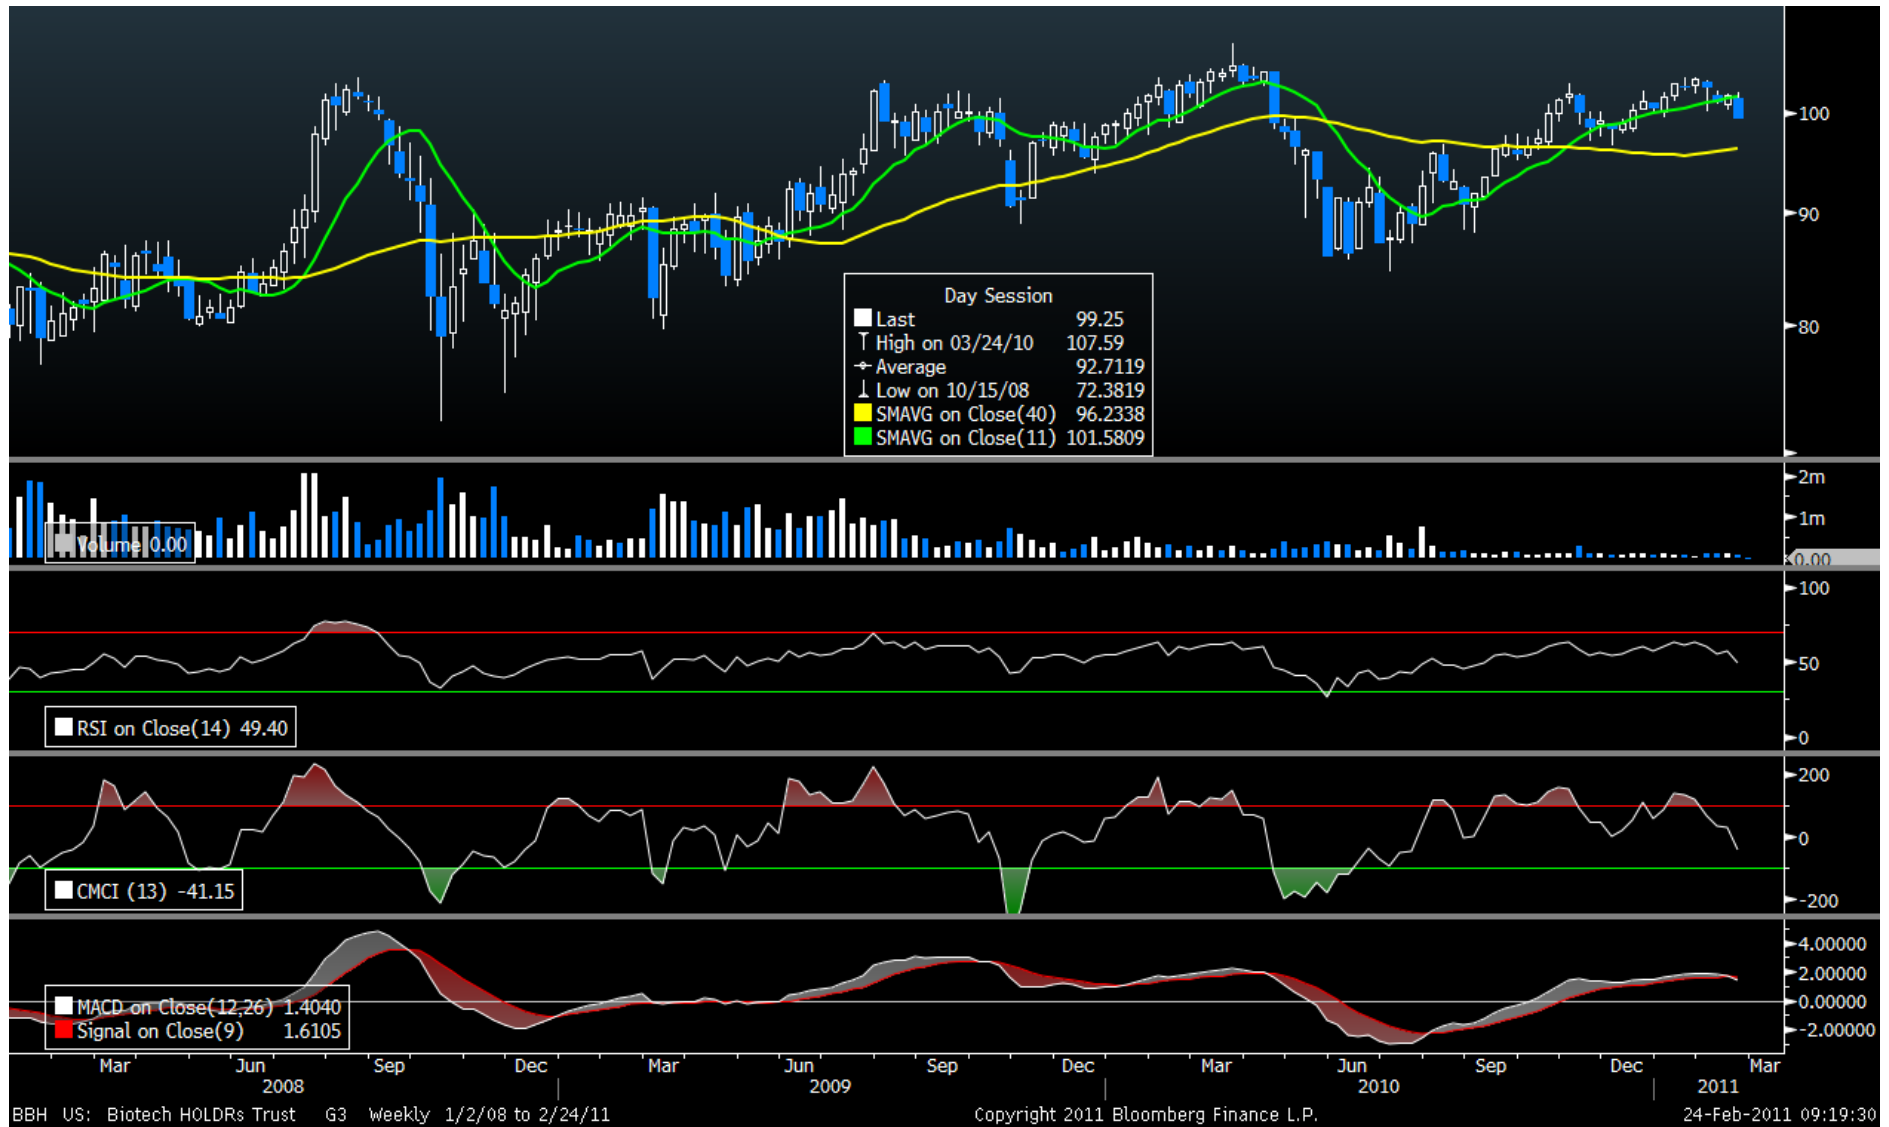 100
90
80
Day Session
Last 99.25
High on 03/24/10 107.59
Average 92.7119
Low on 10/15/08 72.3819
SMAVG on Close(40) 96.2338
SMAVG on Close(11) 101.5809
2m
1m
0.00
Volume 0.00
100
50
0
RSI on Close(14) 49.40
200
0
-200
CMCI (13) -41.15
4.00000
2.00000
0.00000
-2.00000
MACD on Close(12,26) 1.4040
Signal on Close(9) 1.6105
Mar Jun Sep Dec Mar Jun Sep Dec Mar Jun Sep Dec Mar
2008 2009 2010 2011
BBH US: Biotech HOLDRs Trust G3 Weekly 1/2/08 to 2/24/11 Copyright 2011 Bloomberg Finance L.P. 24-Feb-2011 09:19:30